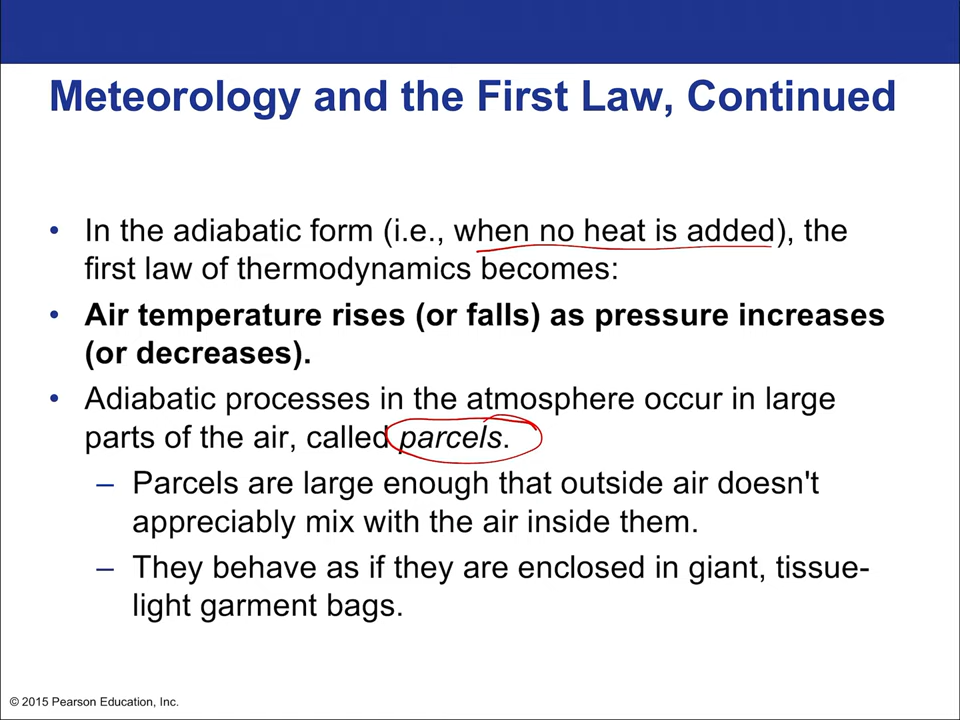 Meteorology and the First Law, Continued
• In the adiabatic form (i.e., when no heat is added), the
first law of thermodynamics becomes:
• Air temperature rises (or falls) as pressure increases
(or decreases).
• Adiabatic processes in the atmosphere occur in large
parts of the air, called parcels.
– Parcels are large enough that outside air doesn't
appreciably mix with the air inside them.
– They behave as if they are enclosed in giant, tissue-
light garment bags.
© 2015 Pearson Education, Inc.